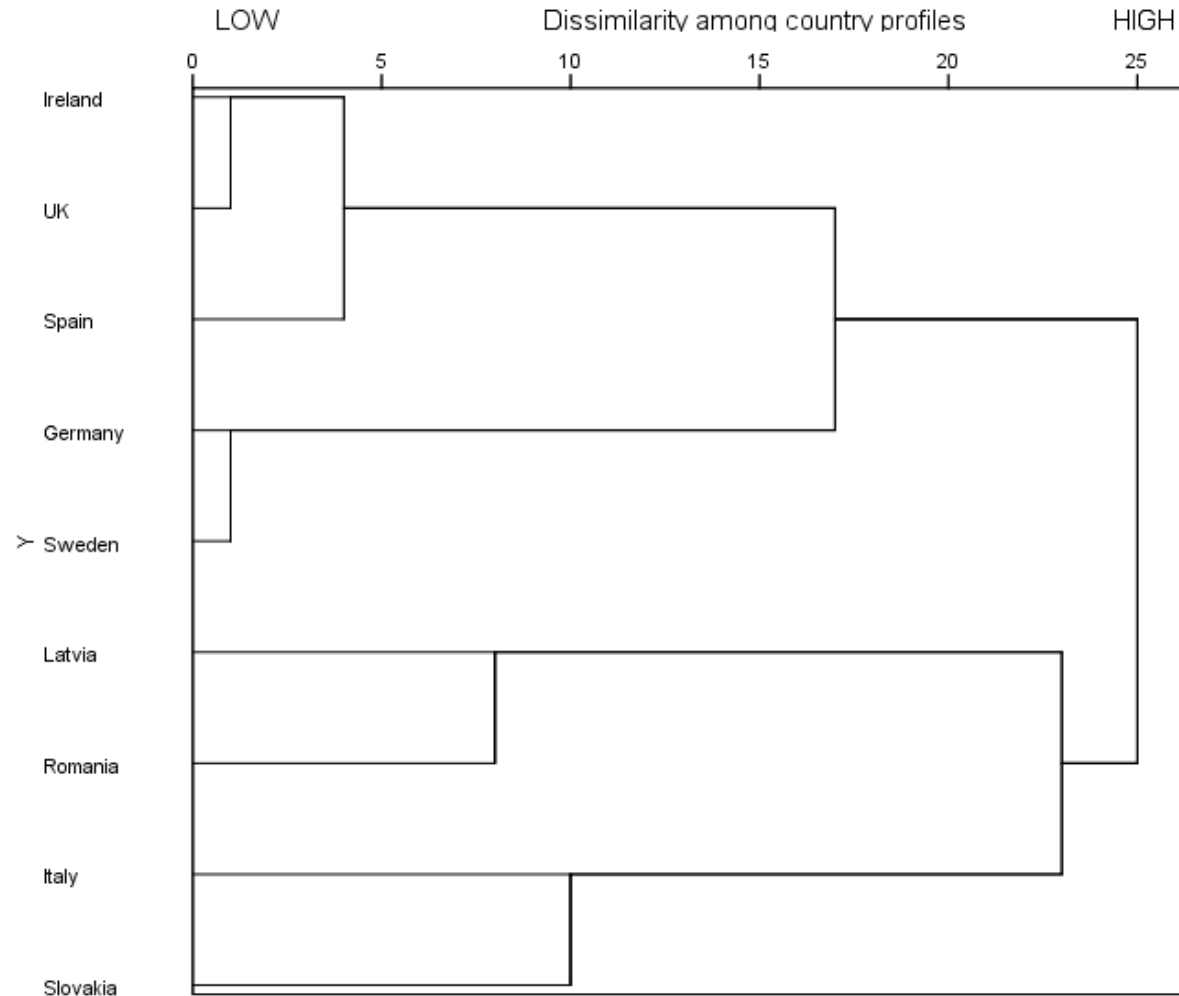 LOW Dissimilarity among country profiles HIGH
0 5 10 15 20 25
Ireland
UK
Spain
Germany
Y
Sweden
Latvia
Romania
Italy
Slovakia